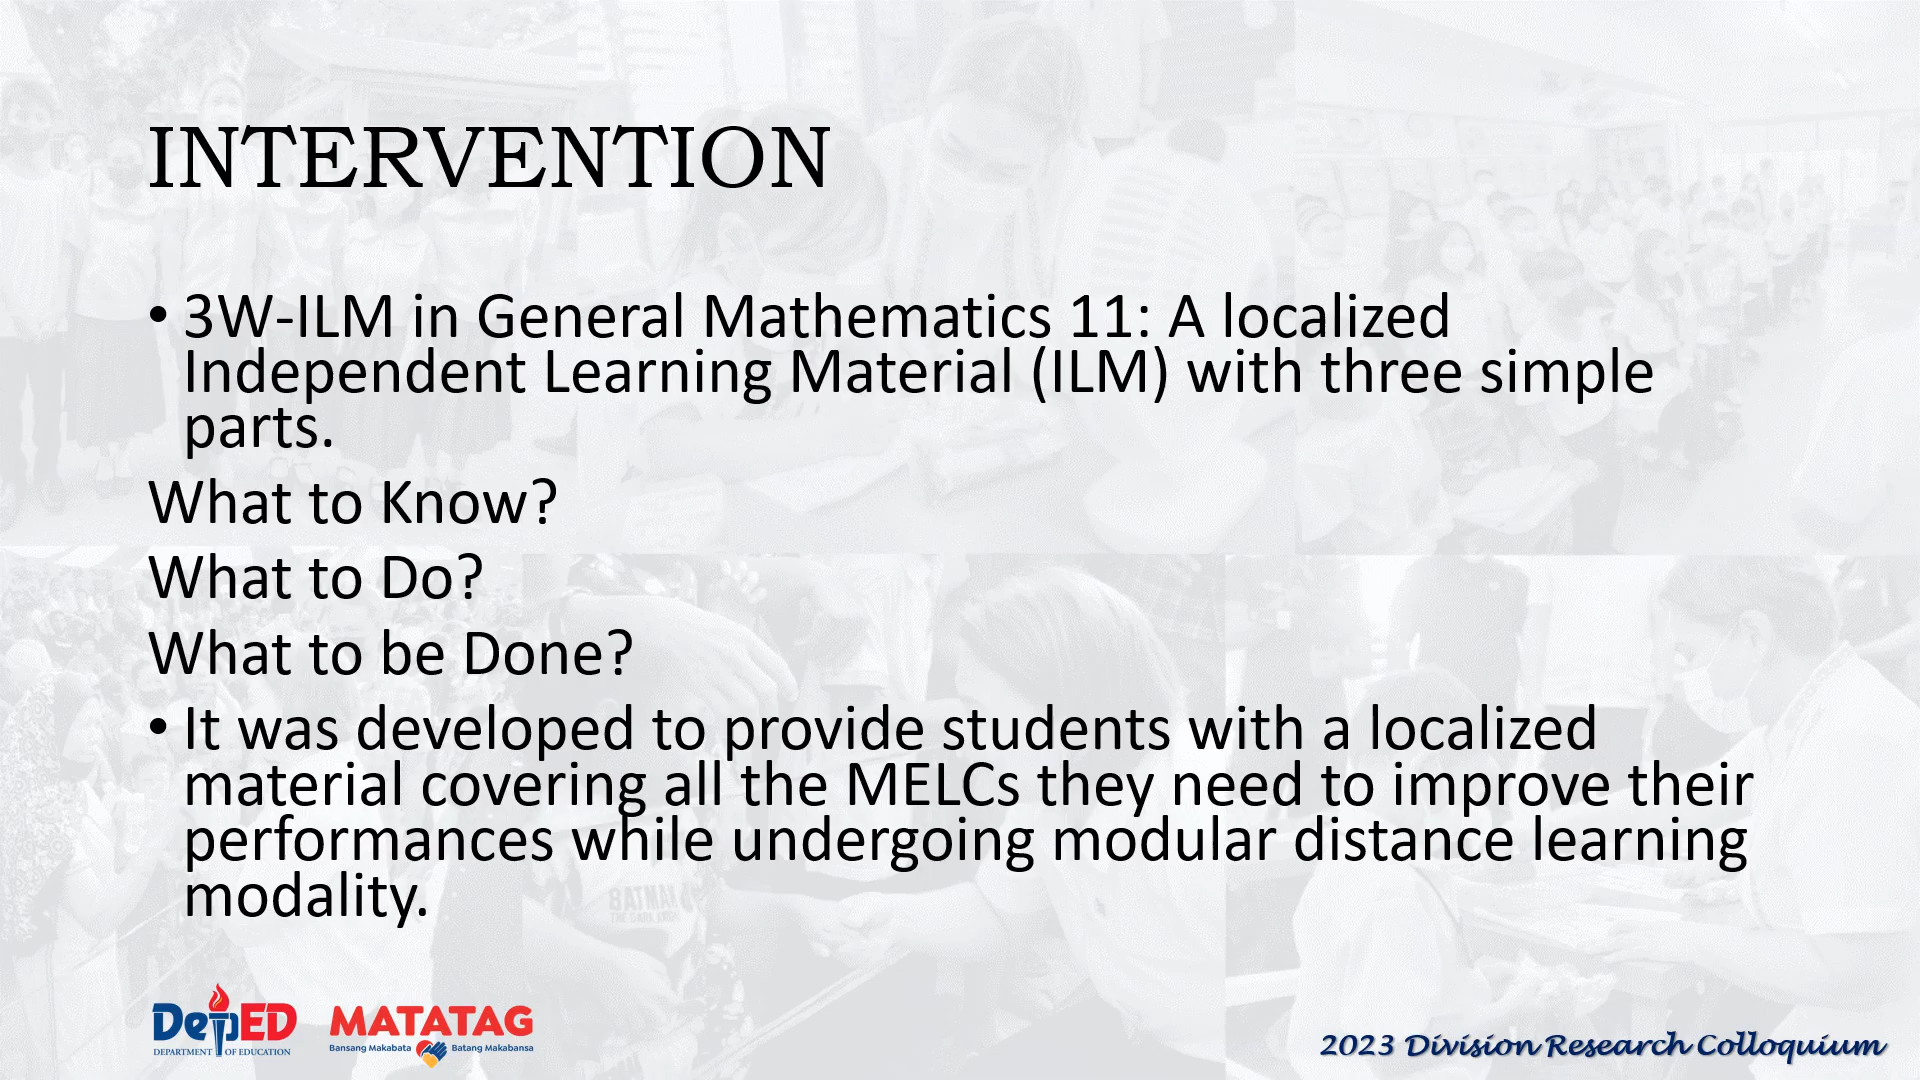 INTERVENTION
• 3W-ILM in General Mathematics 11: A localized
Independent Learning Material (ILM) with three simple
parts.
What to Know?
What to Do?
What to be Done?
• It was developed to provide students with a localized
material covering all the MELCs they need to improve their
performances while undergoing modular distance learning
modality.
BATMAN
DepED
DEPARTMENT OF EDUCATION
MATATAG
Bansang Makabata Batang Makabansa
2023 Division Research Colloquium